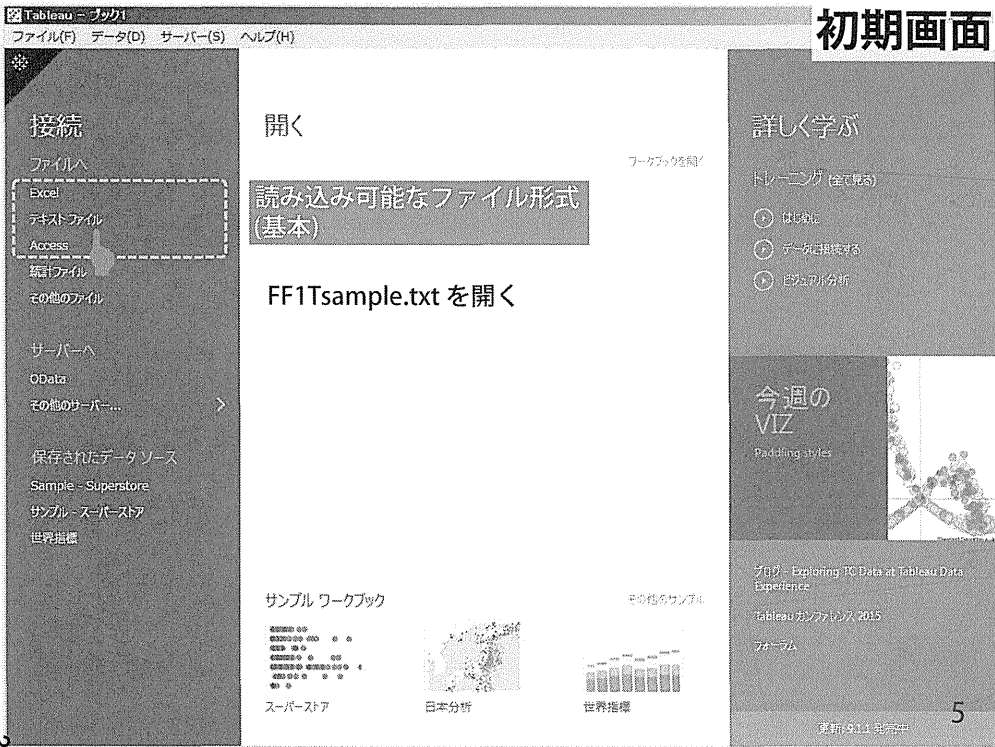 Tableau - ブック1
初期画面
ファイル(F) データ(D) サーバー(S) ヘルプ(H)
接続
ファイルへ
Excel
テキスト ファイル
Access
統計ファイル
その他のファイル
サーバーへ
OData
その他のサーバー...
保存されたデータ ソース
Sample - Superstore
サンプル - スーパーストア
世界指標
開く
ワークブックを開く
読み込み可能なファイル形式
(基本)
FF1Tsample.txt を開く
サンプル ワークブック
その他のサンプル
スーパーストア
日本分析
世界指標
詳しく学ぶ
トレーニング (全て見る)
はじめに
データに接続する
ビジュアル分析
今週の
VIZ
Paddling styles
ブログ - Exploring TC Data at Tableau Data
Experience
Tableau カンファレンス 2015
フォーラム
更新: 9.1.1 発売中
5